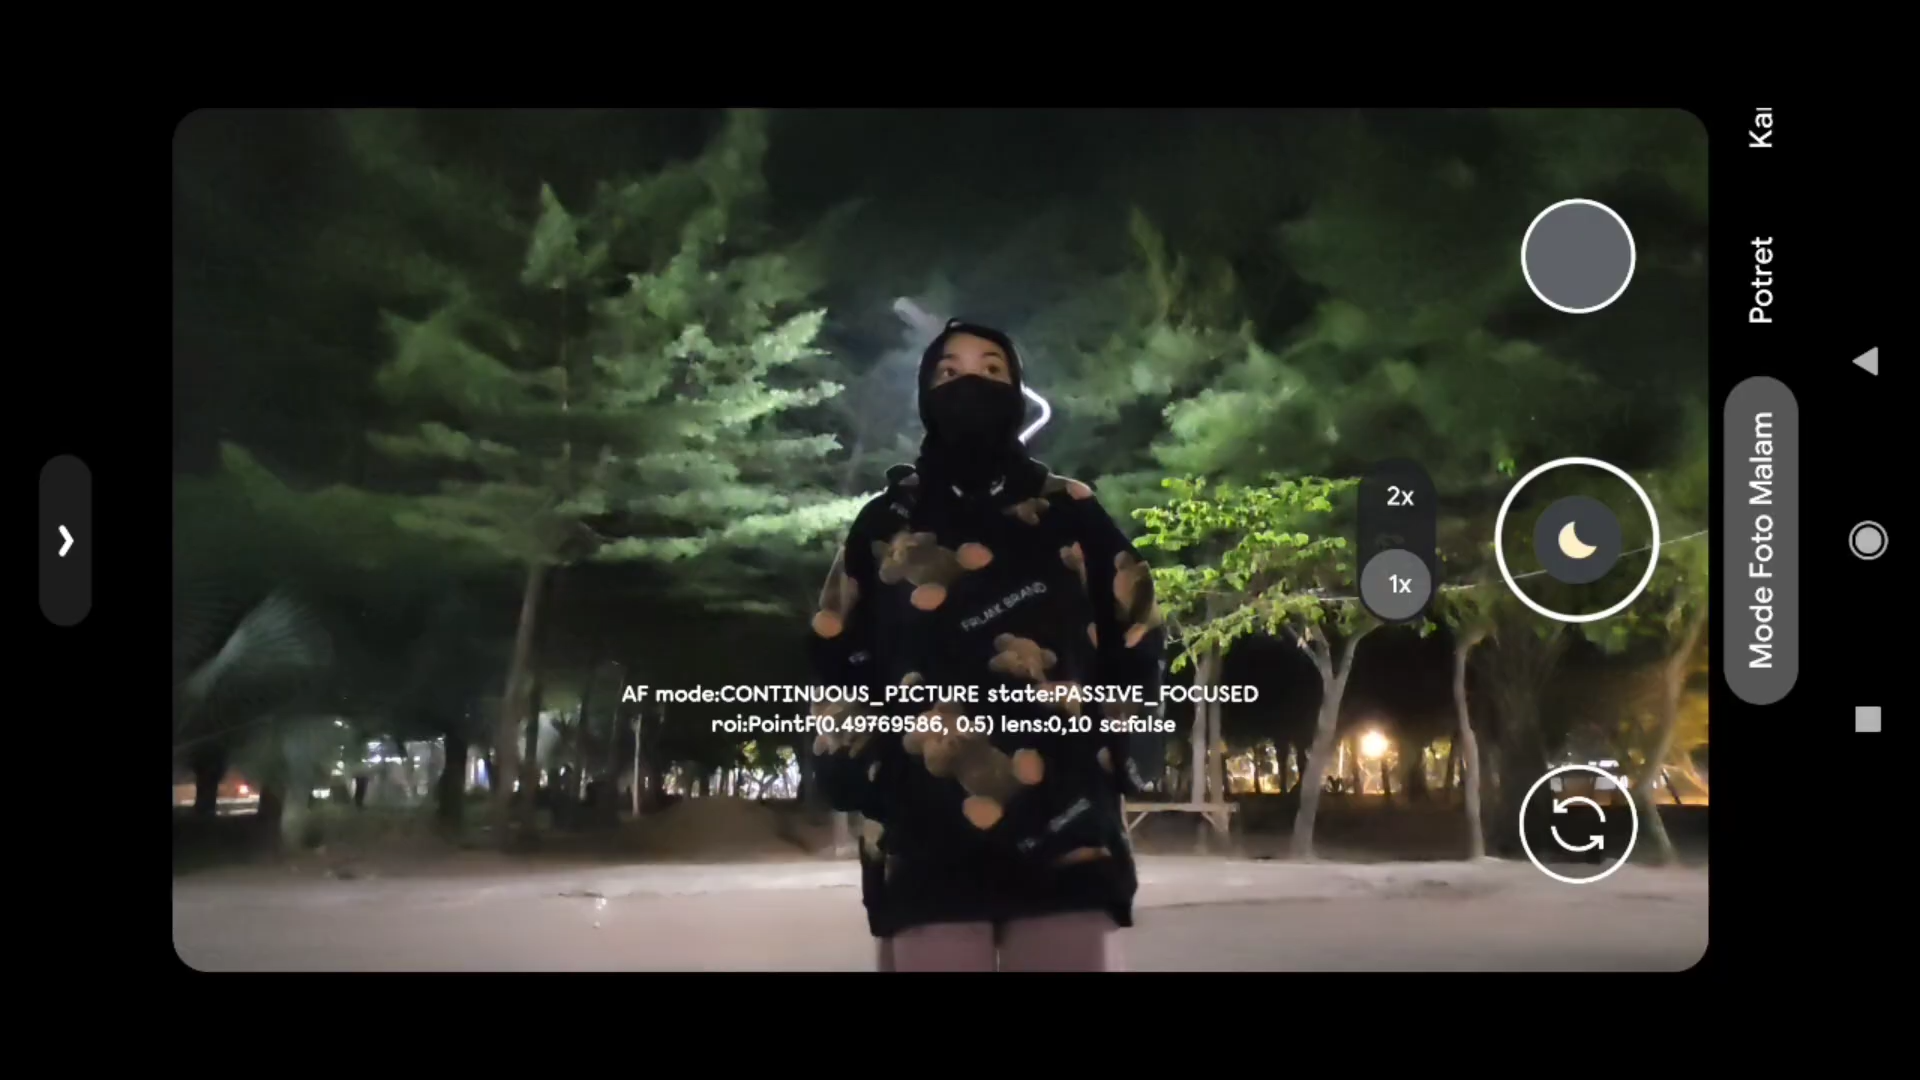 Kai
Potret
Mode Foto Malam
2x
1x
FRLMK BRAND
AF mode:CONTINUOUS_PICTURE state:PASSIVE_FOCUSED
roi:PointF(0.49769586, 0.5) lens:0,10 sc:false